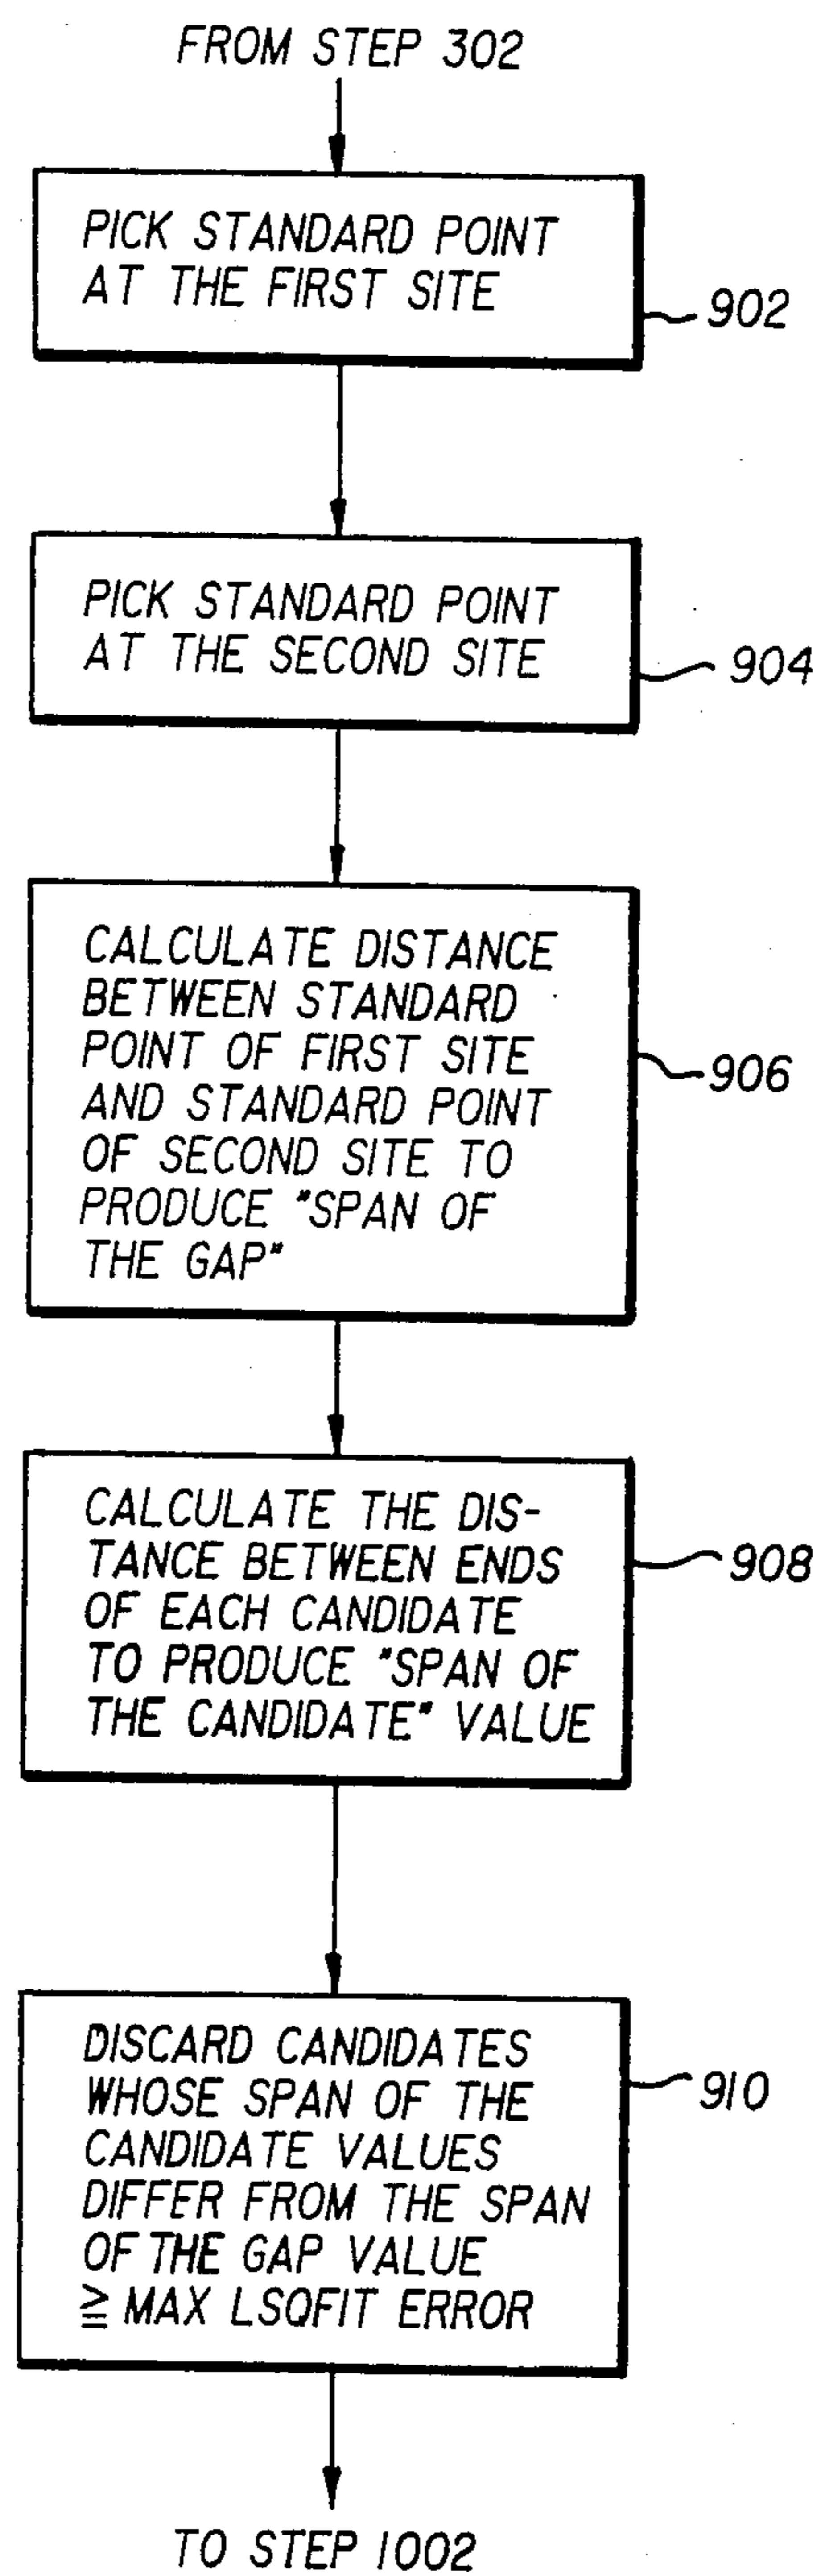 FROM STEP 302
PICK STANDARD POINT
AT THE FIRST SITE
902
PICK STANDARD POINT
AT THE SECOND SITE
904
CALCULATE DISTANCE
BETWEEN STANDARD
POINT OF FIRST SITE
AND STANDARD POINT
OF SECOND SITE TO
PRODUCE "SPAN OF
THE GAP"
906
CALCULATE THE DIS-
TANCE BETWEEN ENDS
OF EACH CANDIDATE
TO PRODUCE "SPAN OF
THE CANDIDATE" VALUE
908
DISCARD CANDIDATES
WHOSE SPAN OF THE
CANDIDATE VALUES
DIFFER FROM THE SPAN
OF THE GAP VALUE
≧ MAX LSQFIT ERROR
910
TO STEP 1002